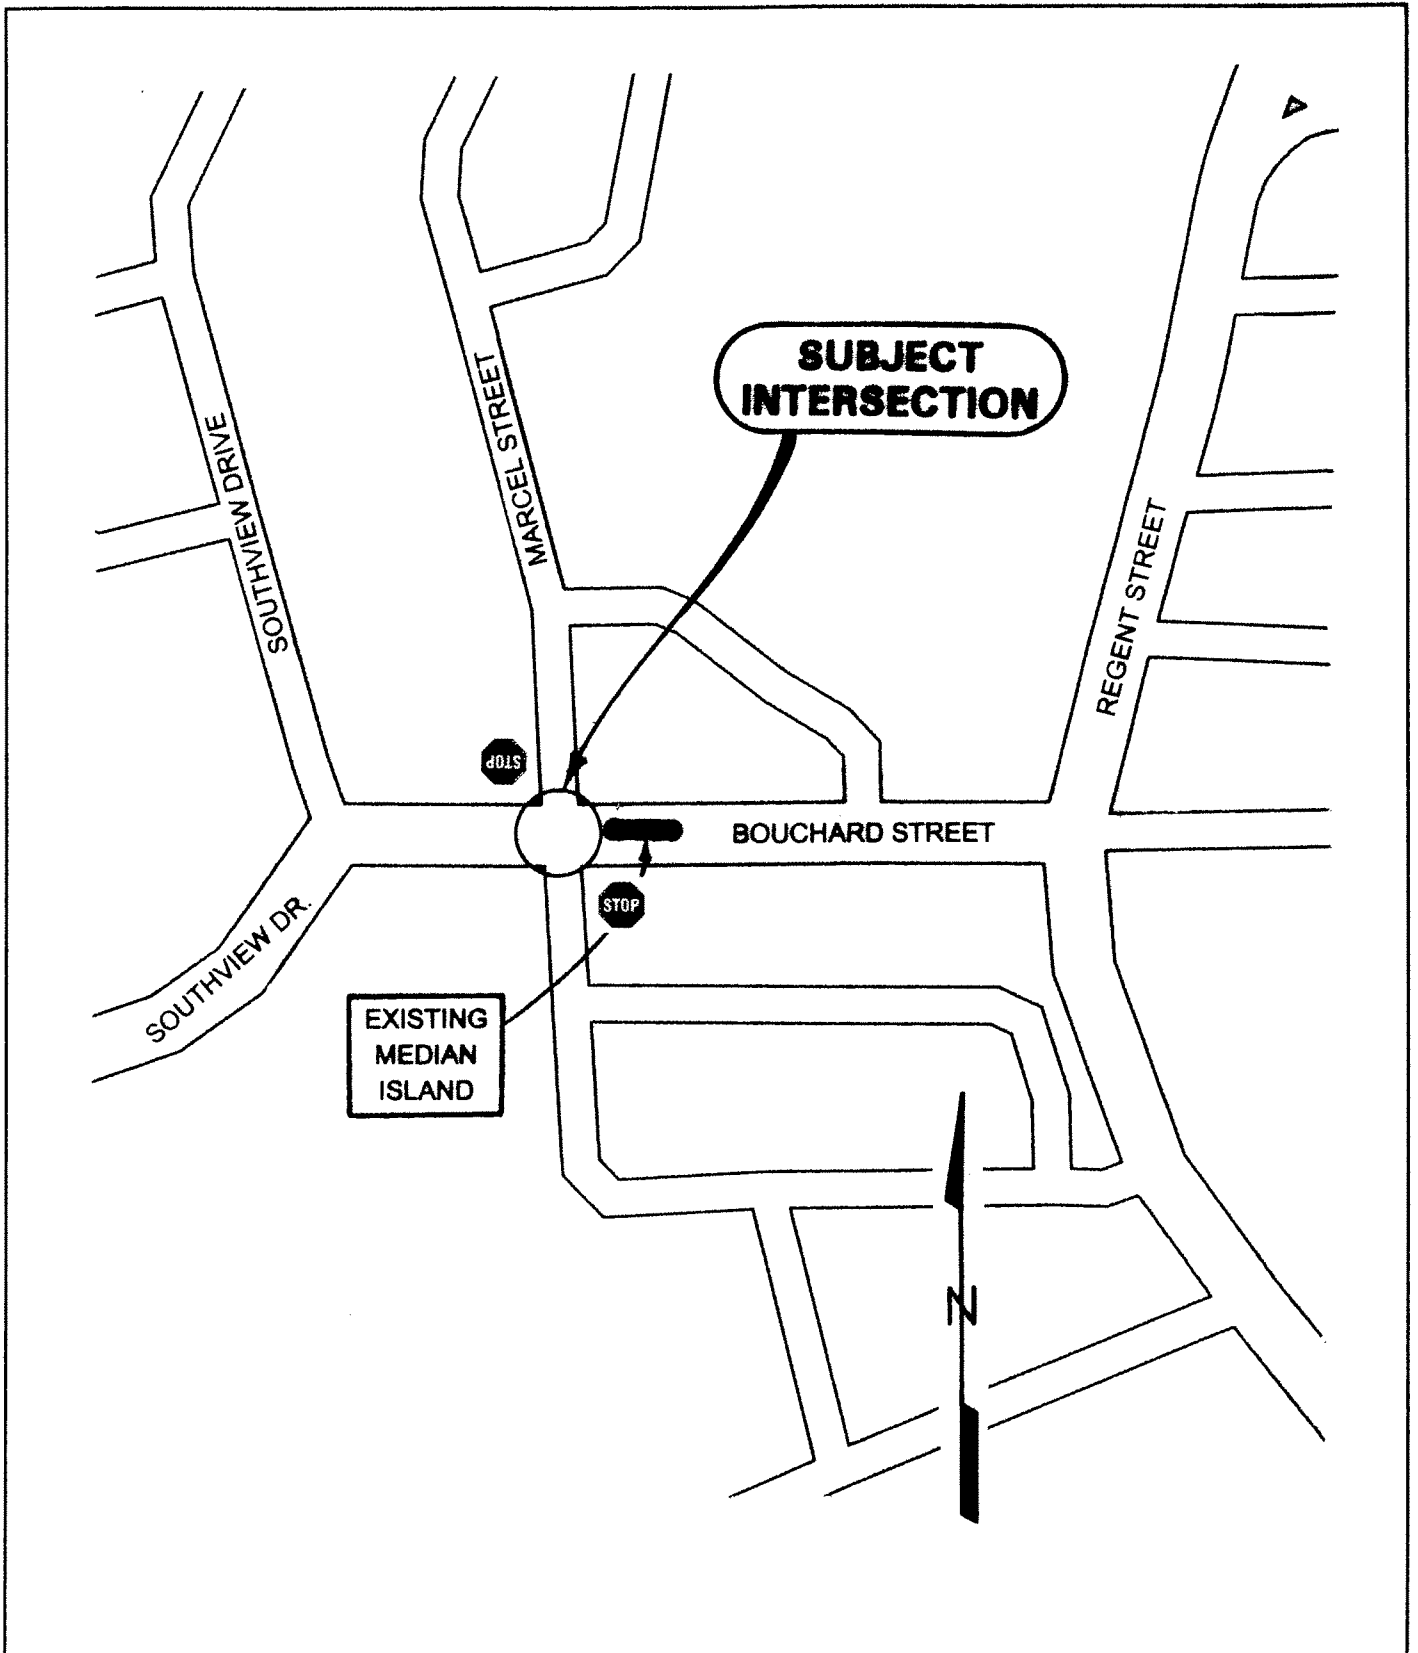 SUBJECT
INTERSECTION
MARCEL STREET
SOUTHVIEW DRIVE
REGENT STREET
STOP
BOUCHARD STREET
STOP
SOUTHVIEW DR.
EXISTING
MEDIAN
ISLAND
N